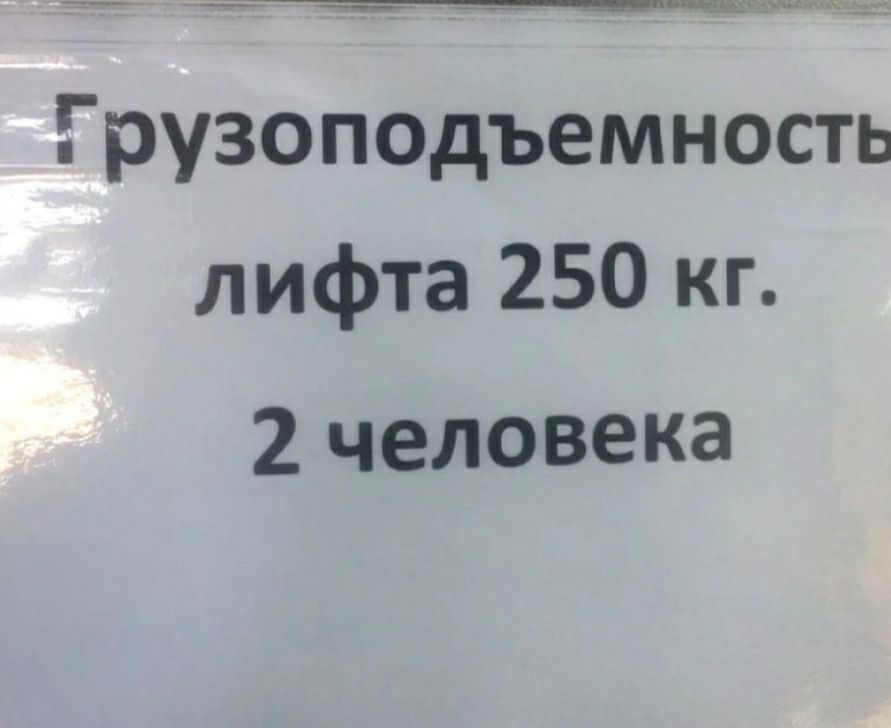 Грузоподъемность
лифта 250 кг.
2 человека